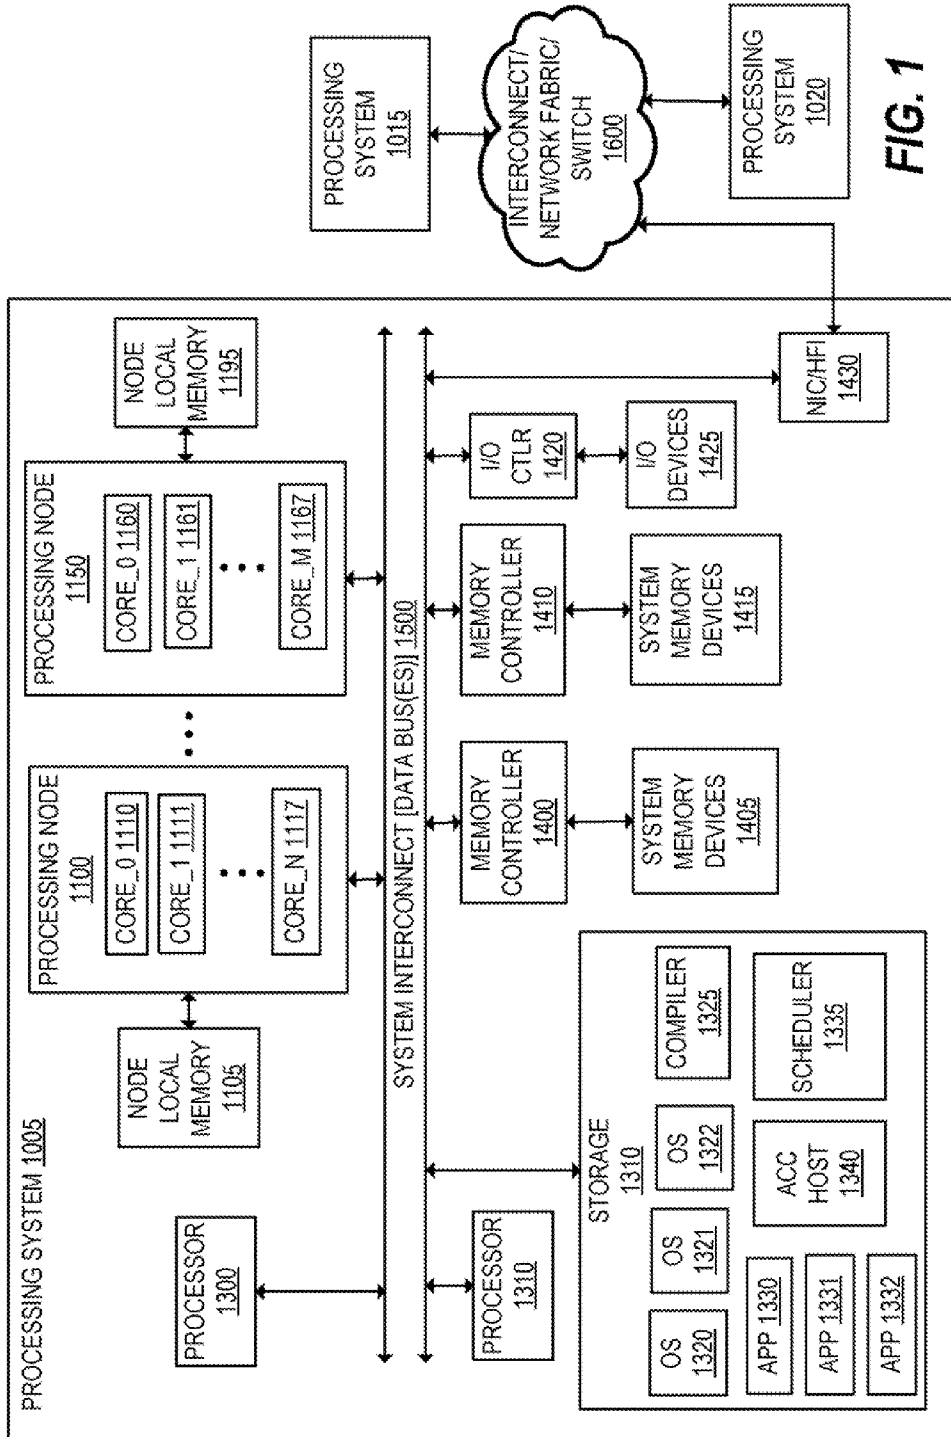 PROCESSING SYSTEM 1005
PROCESSOR
1300
NODE
LOCAL
MEMORY
1105
PROCESSING NODE
1100
CORE_0 1110
CORE_1 1111
CORE_N 1117
PROCESSING NODE
1150
CORE_0 1160
CORE_1 1161
CORE_M 1167
NODE
LOCAL
MEMORY
1195
SYSTEM INTERCONNECT [DATA BUS(ES)] 1500
PROCESSOR
1310
STORAGE
1310
OS
1320
OS
1321
OS
1322
COMPILER
1325
APP 1330
APP 1331
APP 1332
ACC
HOST
1340
SCHEDULER
1335
MEMORY
CONTROLLER
1400
SYSTEM
MEMORY
DEVICES
1405
MEMORY
CONTROLLER
1410
SYSTEM
MEMORY
DEVICES
1415
I/O
CTLR
1420
I/O
DEVICES
1425
NIC/HFI
1430
PROCESSING
SYSTEM
1015
INTERCONNECT/
NETWORK FABRIC/
SWITCH
1600
PROCESSING
SYSTEM
1020
FIG. 1